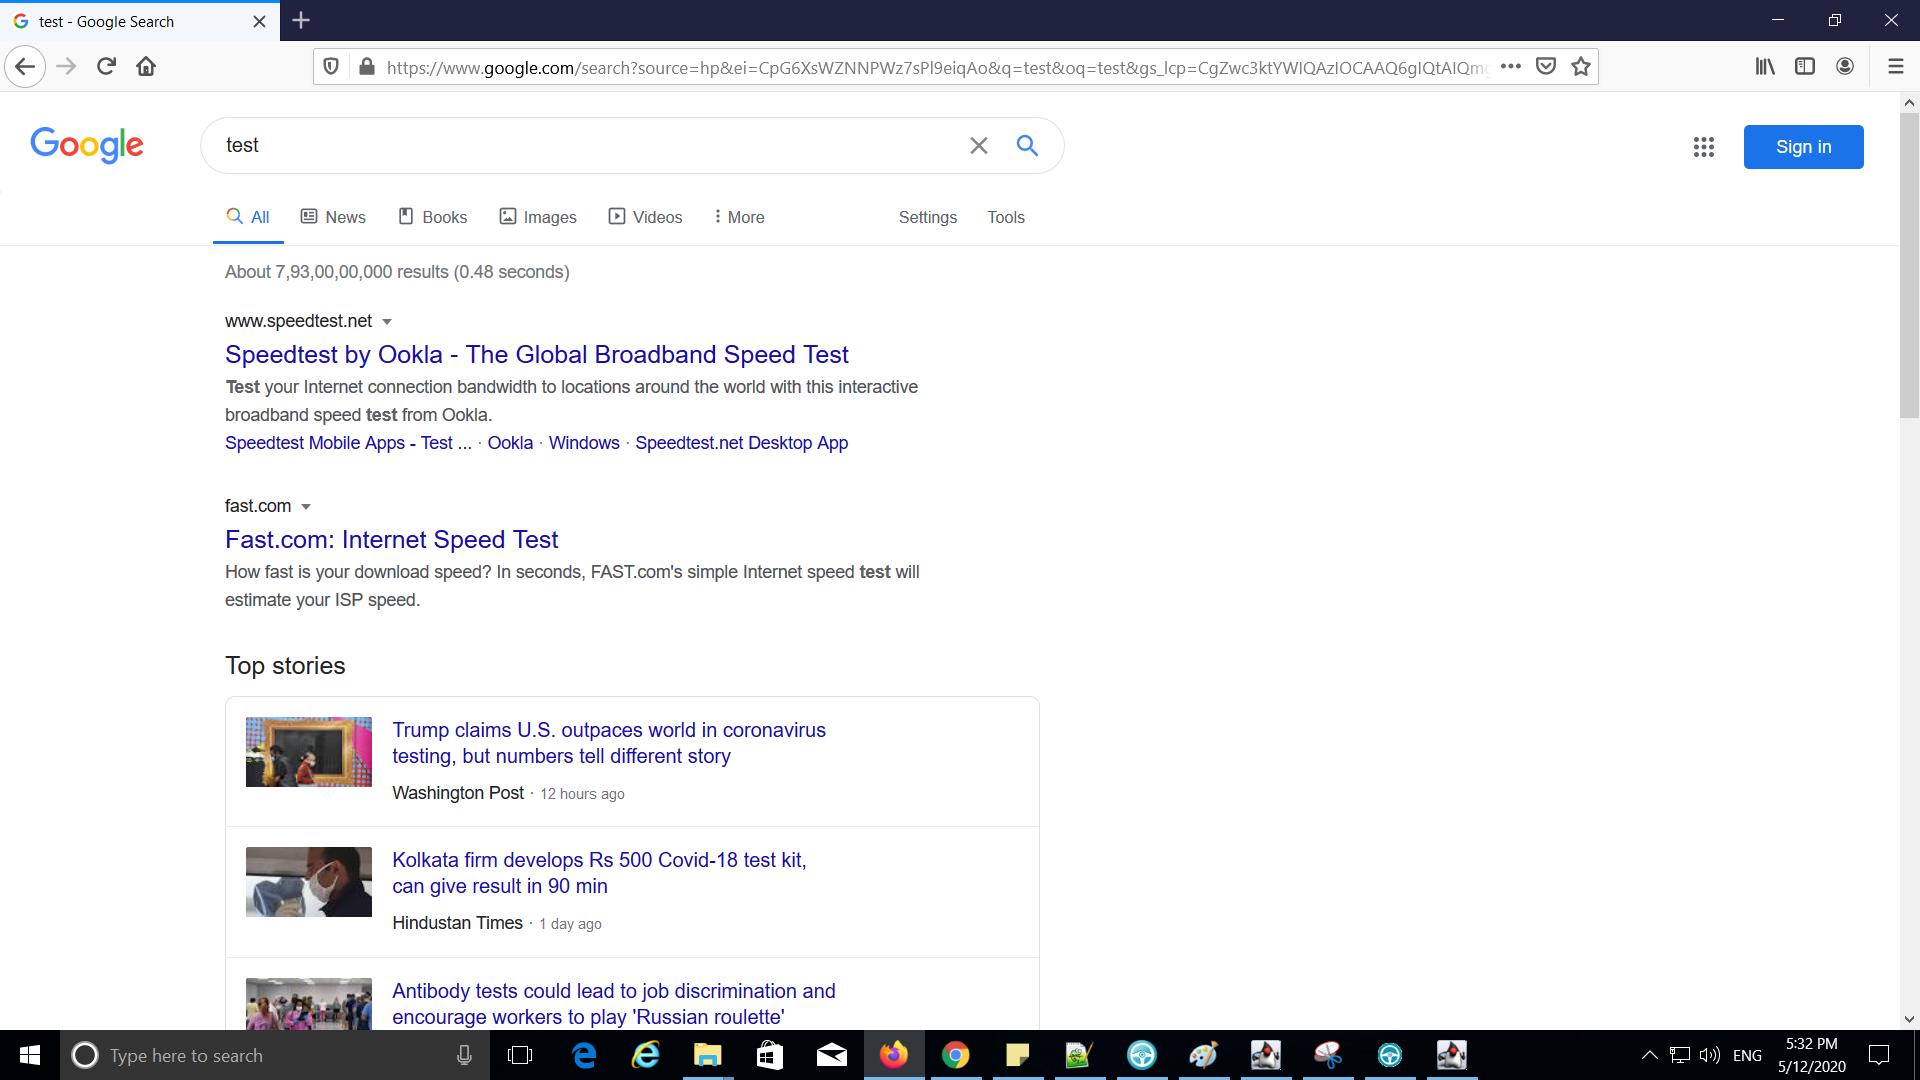 test - Google Search
https://www.google.com/search?source=hp&ei=CpG6XsWZNNPWz7sPl9eiqAo&q=test&oq=test&gs_lcp=CgZwc3ktYWIQAzIOCAAQ6gIQtAIQm
Google
test
Sign in
All News Books Images Videos More Settings Tools
About 7,93,00,00,000 results (0.48 seconds)
www.speedtest.net
Speedtest by Ookla - The Global Broadband Speed Test
Test your Internet connection bandwidth to locations around the world with this interactive
broadband speed test from Ookla.
Speedtest Mobile Apps - Test ... · Ookla · Windows · Speedtest.net Desktop App
fast.com
Fast.com: Internet Speed Test
How fast is your download speed? In seconds, FAST.com's simple Internet speed test will
estimate your ISP speed.
Top stories
Trump claims U.S. outpaces world in coronavirus
testing, but numbers tell different story
Washington Post · 12 hours ago
Kolkata firm develops Rs 500 Covid-18 test kit,
can give result in 90 min
Hindustan Times · 1 day ago
Antibody tests could lead to job discrimination and
encourage workers to play 'Russian roulette'
Type here to search
ENG
5:32 PM
5/12/2020